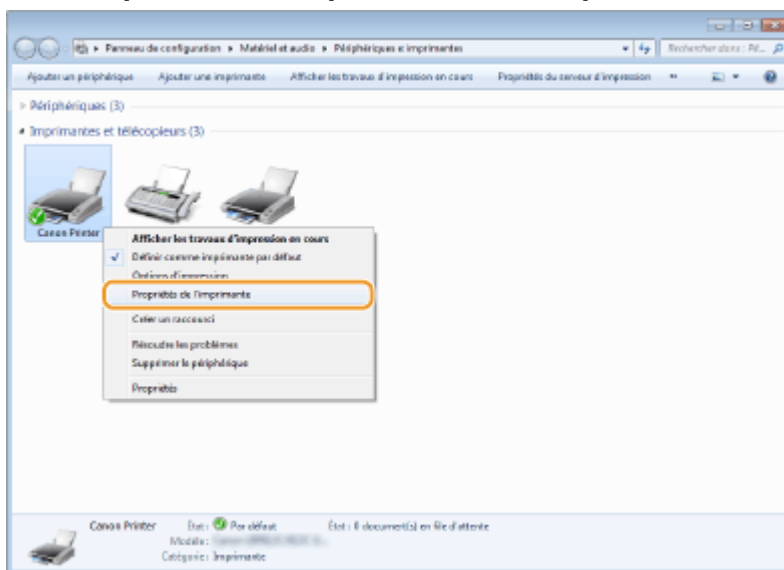 ▸ Panneau de configuration ▸ Matériel et audio ▸ Périphériques et imprimantes
Rechercher dans : Pé...
Ajouter un périphérique Ajouter une imprimante Afficher les travaux d'impression en cours Propriétés du serveur d'impression »
Périphériques (3)
Imprimantes et télécopieurs (3)
Canon Printer
Afficher les travaux d'impression en cours
Définir comme imprimante par défaut
Options d'impression
Propriétés de l'imprimante
Créer un raccourci
Résoudre les problèmes
Supprimer le périphérique
Propriétés
Canon Printer État : Par défaut État : 0 document(s) en file d'attente
Modèle :
Catégorie : Imprimante